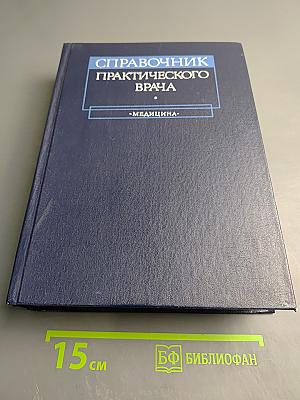 СПРАВОЧНИК
ПРАКТИЧЕСКОГО
ВРАЧА
•МЕДИЦИНА•
15 см
БФ БИБЛИОФАН